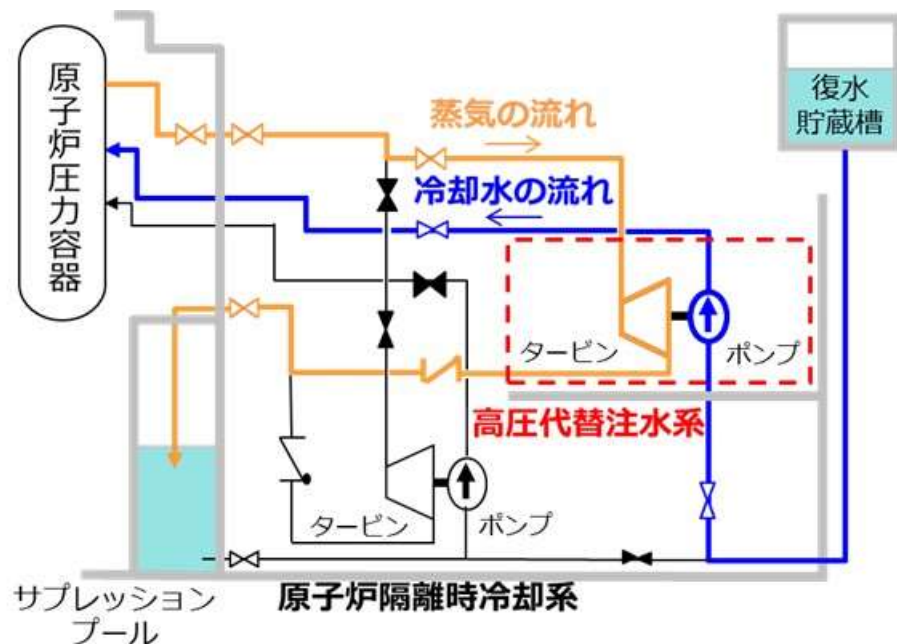 原子炉圧力容器
復水
貯蔵槽
蒸気の流れ
冷却水の流れ
タービン
ポンプ
高圧代替注水系
タービン
ポンプ
サプレッション
プール
原子炉隔離時冷却系